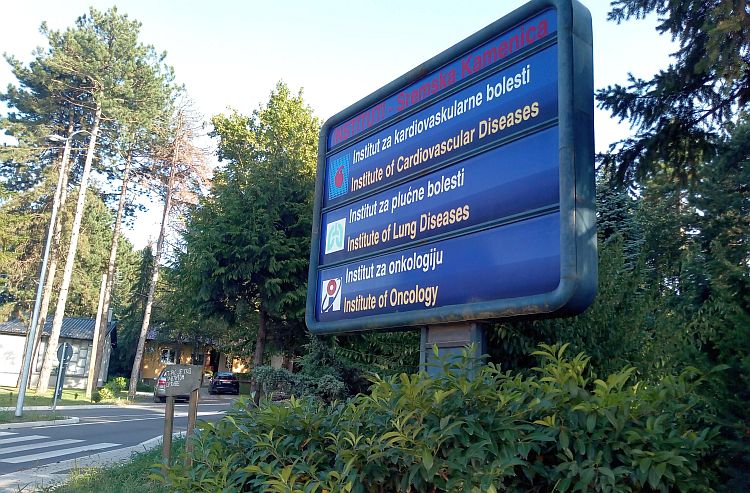 INSTITUTI - Sremska Kamenica
Institut za kardiovaskularne bolesti
Institute of Cardiovascular Diseases
Institut za plućne bolesti
Institute of Lung Diseases
Institut za onkologiju
Institute of Oncology